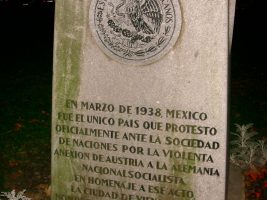 ANOS
EN MARZO DE 1938, MEXICO
FUE EL UNICO PAIS QUE PROTESTO
OFICIALMENTE ANTE LA SOCIEDAD
DE NACIONES POR LA VIOLENTA
ANEXION DE AUSTRIA A LA ALEMANIA
NACIONALSOCIALISTA
EN HOMENAJE A ESE ACTO
LA CIUDAD DE